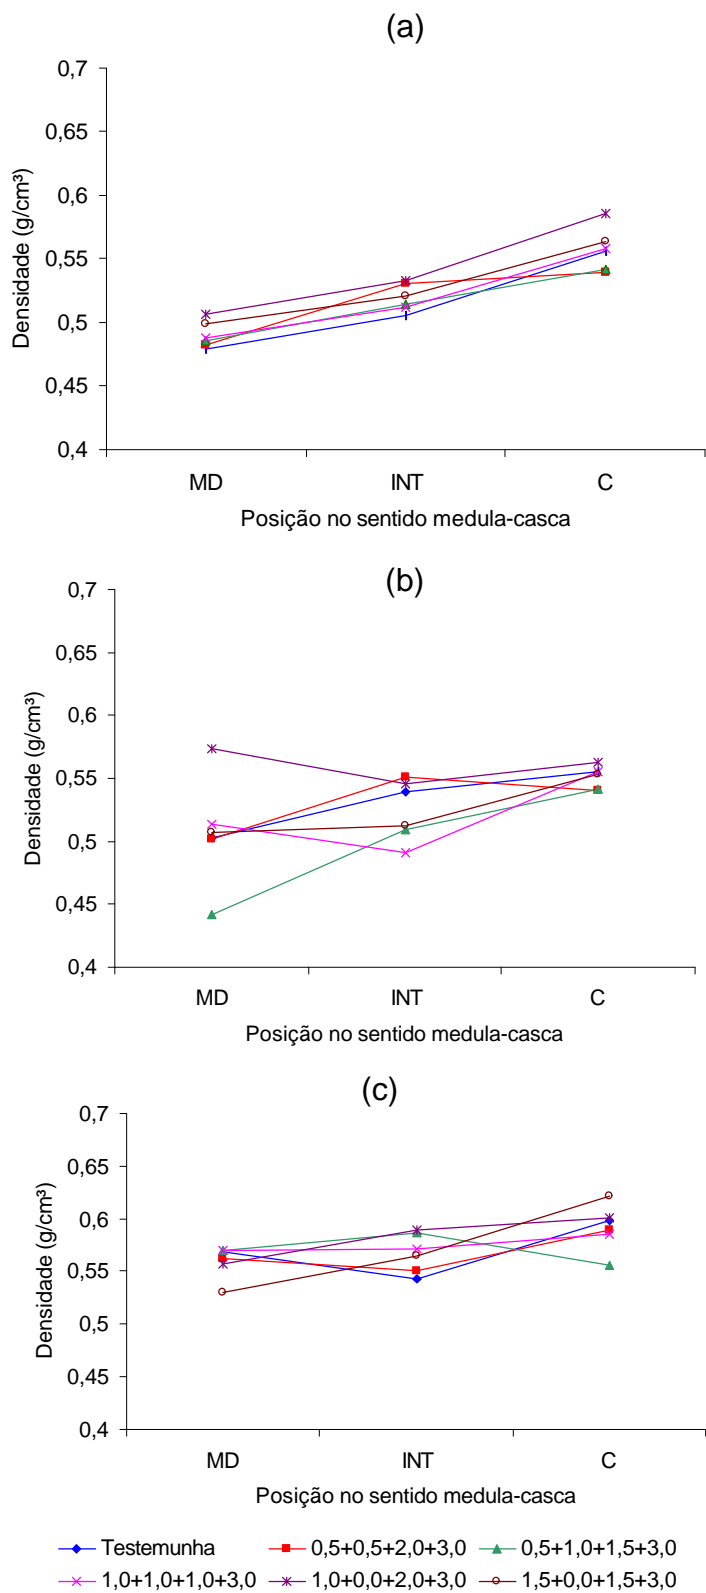 (a)
0,7
0,65
0,6
0,55
0,5
0,45
0,4
Densidade (g/cm³)
MD INT C
Posição no sentido medula-casca
(b)
0,7
0,65
0,6
0,55
0,5
0,45
0,4
Densidade (g/cm³)
MD INT C
Posição no sentido medula-casca
(c)
0,7
0,65
0,6
0,55
0,5
0,45
0,4
Densidade (g/cm³)
MD INT C
Posição no sentido medula-casca
Testemunha 0,5+0,5+2,0+3,0 0,5+1,0+1,5+3,0
1,0+1,0+1,0+3,0 1,0+0,0+2,0+3,0 1,5+0,0+1,5+3,0